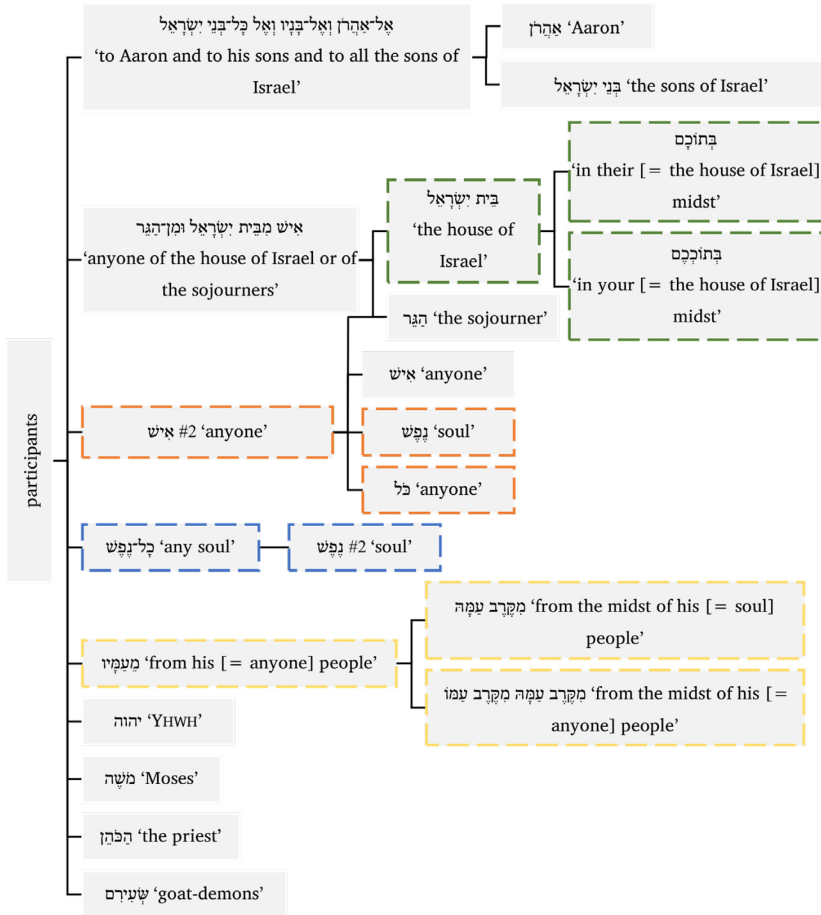 אֶל־אַהֲרֹן וְאֶל־בָּנָיו וְאֶל כָּל־בְּנֵי יִשְׂרָאֵל
‘to Aaron and to his sons and to all the sons of
Israel’
אַהֲרֹן ‘Aaron’
בְּנֵי יִשְׂרָאֵל ‘the sons of Israel’
בְּתוֹכָם
‘in their [= the house of Israel]
midst’
בֵּית יִשְׂרָאֵל
‘the house of
Israel’
אִישׁ מִבֵּית יִשְׂרָאֵל וּמִן־הַגֵּר
‘anyone of the house of Israel or of
the sojourners’
בְּתוֹכְכֶם
‘in your [= the house of Israel]
midst’
הַגֵּר ‘the sojourner’
אִישׁ ‘anyone’
participants
אִישׁ #2 ‘anyone’
נֶפֶשׁ ‘soul’
כֹּל ‘anyone’
כָל־נֶפֶשׁ ‘any soul’
נֶפֶשׁ #2 ‘soul’
מֵעַמָּיו ‘from his [= anyone] people’
מִקֶּרֶב עַמָּהּ ‘from the midst of his [= soul]
people’
מִקֶּרֶב עַמָּהּ מִקֶּרֶב עַמּוֹ ‘from the midst of his [=
anyone] people’
יהוה ‘YHWH’
מֹשֶׁה ‘Moses’
הַכֹּהֵן ‘the priest’
שְּׂעִירִם ‘goat-demons’